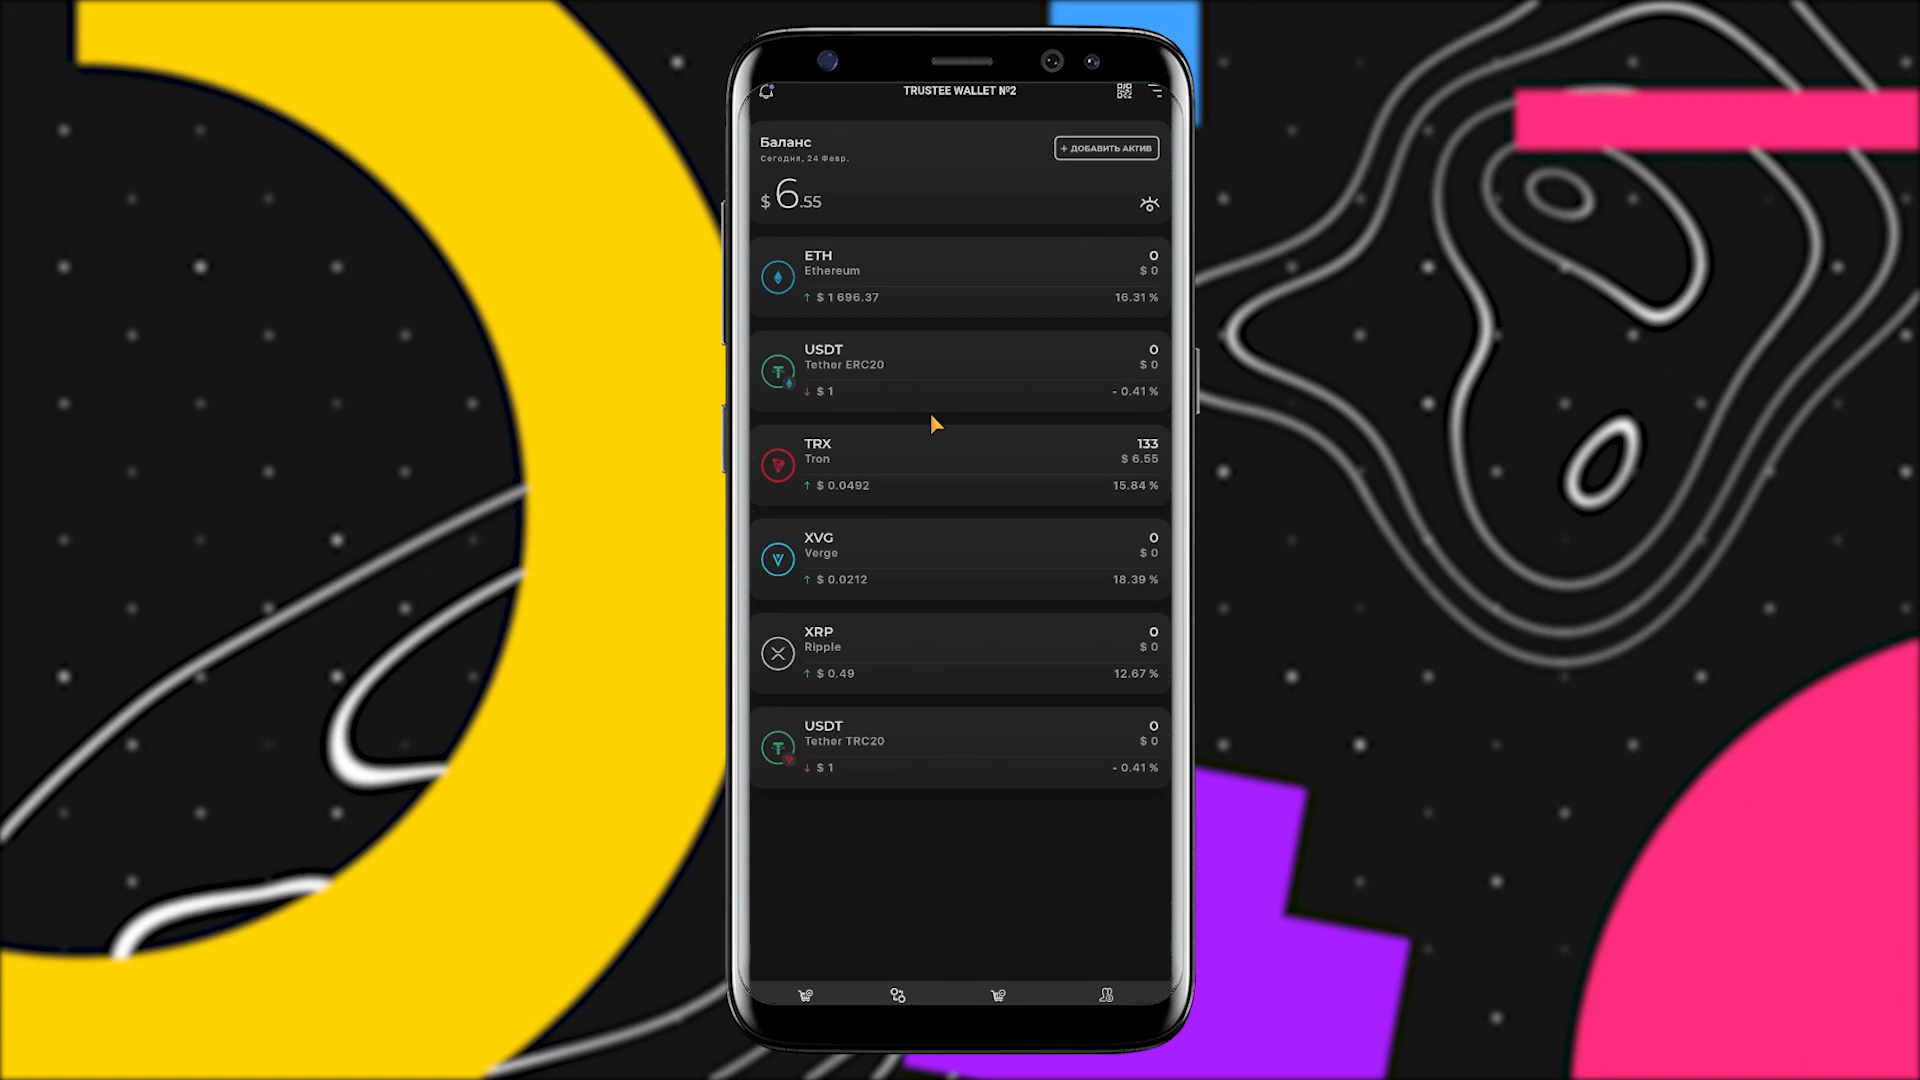 TRUSTEE WALLET №2
Баланс
+ ДОБАВИТЬ АКТИВ
Сегодня, 24 Февр.
$ 6.55
ETH 0
Ethereum $ 0
↑ $ 1 696.37 16.31 %
USDT 0
Tether ERC20 $ 0
↓ $ 1 - 0.41 %
TRX 133
Tron $ 6.55
↑ $ 0.0492 15.84 %
XVG 0
Verge $ 0
↑ $ 0.0212 18.39 %
XRP 0
Ripple $ 0
↑ $ 0.49 12.67 %
USDT 0
Tether TRC20 $ 0
↓ $ 1 - 0.41 %